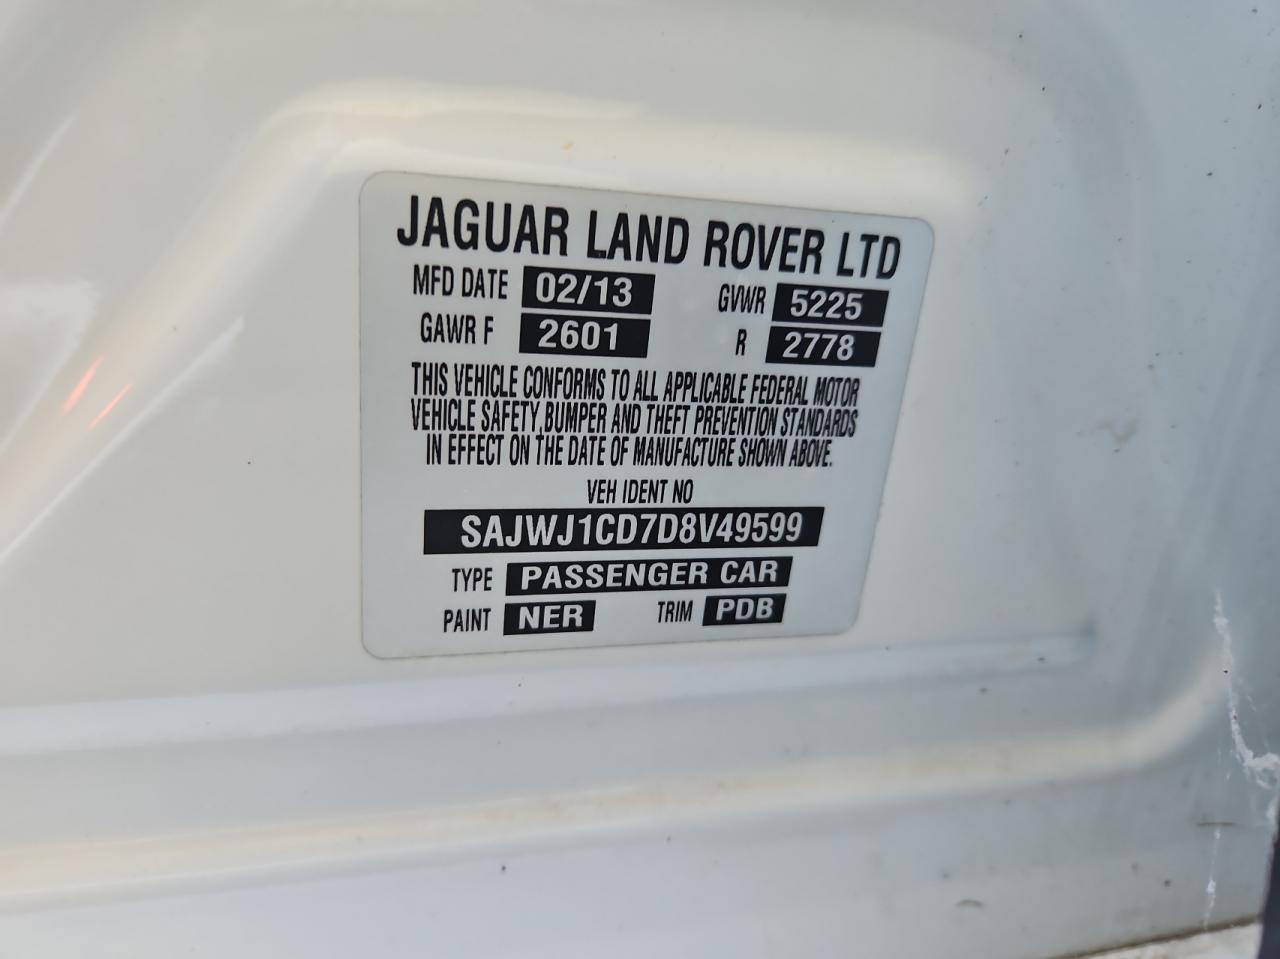 JAGUAR LAND ROVER LTD
MFD DATE 02/13 GVWR 5225
GAWR F 2601 R 2778
THIS VEHICLE CONFORMS TO ALL APPLICABLE FEDERAL MOTOR
VEHICLE SAFETY,BUMPER AND THEFT PREVENTION STANDARDS
IN EFFECT ON THE DATE OF MANUFACTURE SHOWN ABOVE.
VEH IDENT NO
SAJWJ1CD7D8V49599
TYPE PASSENGER CAR
PAINT NER TRIM PDB